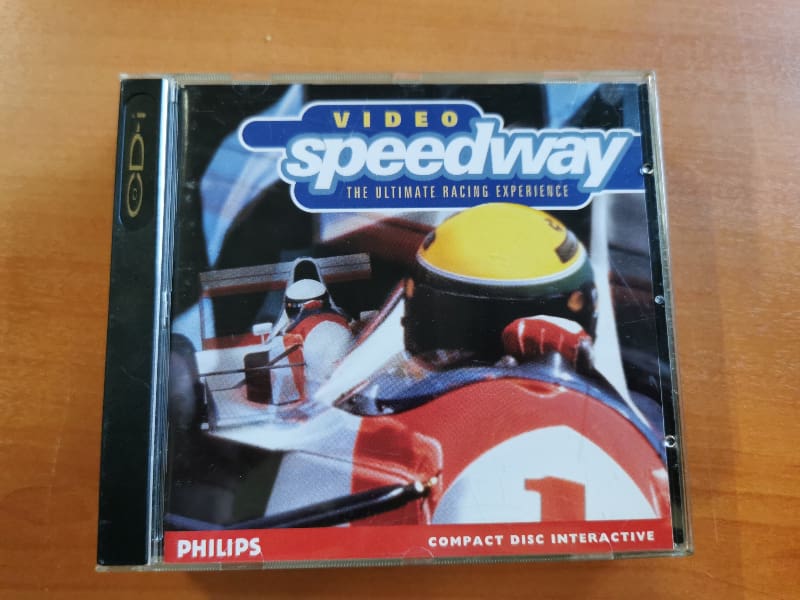 CD-i
VIDEO
speedway
THE ULTIMATE RACING EXPERIENCE
1
PHILIPS
COMPACT DISC INTERACTIVE